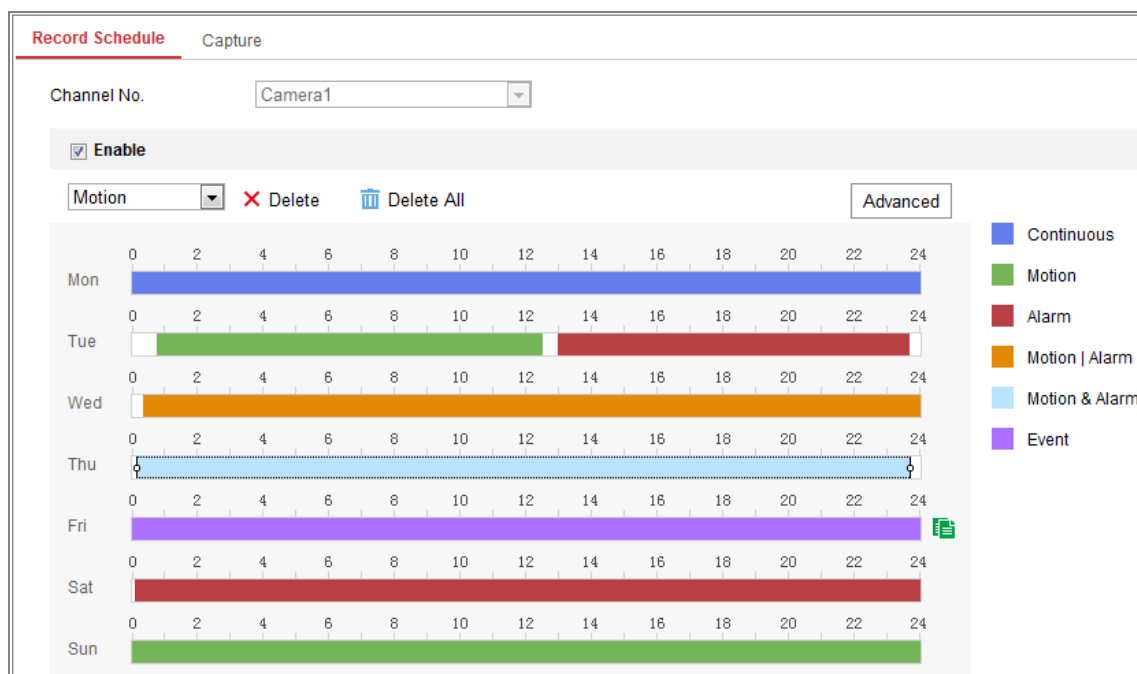 Record Schedule Capture
Channel No. Camera1
Enable
Motion Delete Delete All Advanced
Continuous
Motion
Alarm
Motion | Alarm
Motion & Alarm
Event
0 2 4 6 8 10 12 14 16 18 20 22 24
Mon
0 2 4 6 8 10 12 14 16 18 20 22 24
Tue
0 2 4 6 8 10 12 14 16 18 20 22 24
Wed
0 2 4 6 8 10 12 14 16 18 20 22 24
Thu
0 2 4 6 8 10 12 14 16 18 20 22 24
Fri
0 2 4 6 8 10 12 14 16 18 20 22 24
Sat
0 2 4 6 8 10 12 14 16 18 20 22 24
Sun